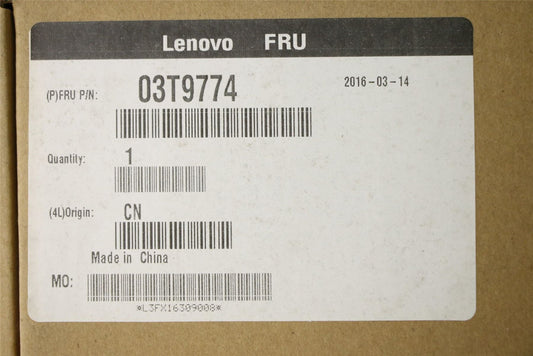 Lenovo FRU
(P)FRU P/N: 03T9774 2016-03-14
Quantity: 1
(4L)Origin: CN
Made in China
MO:
*L3FX16309008*